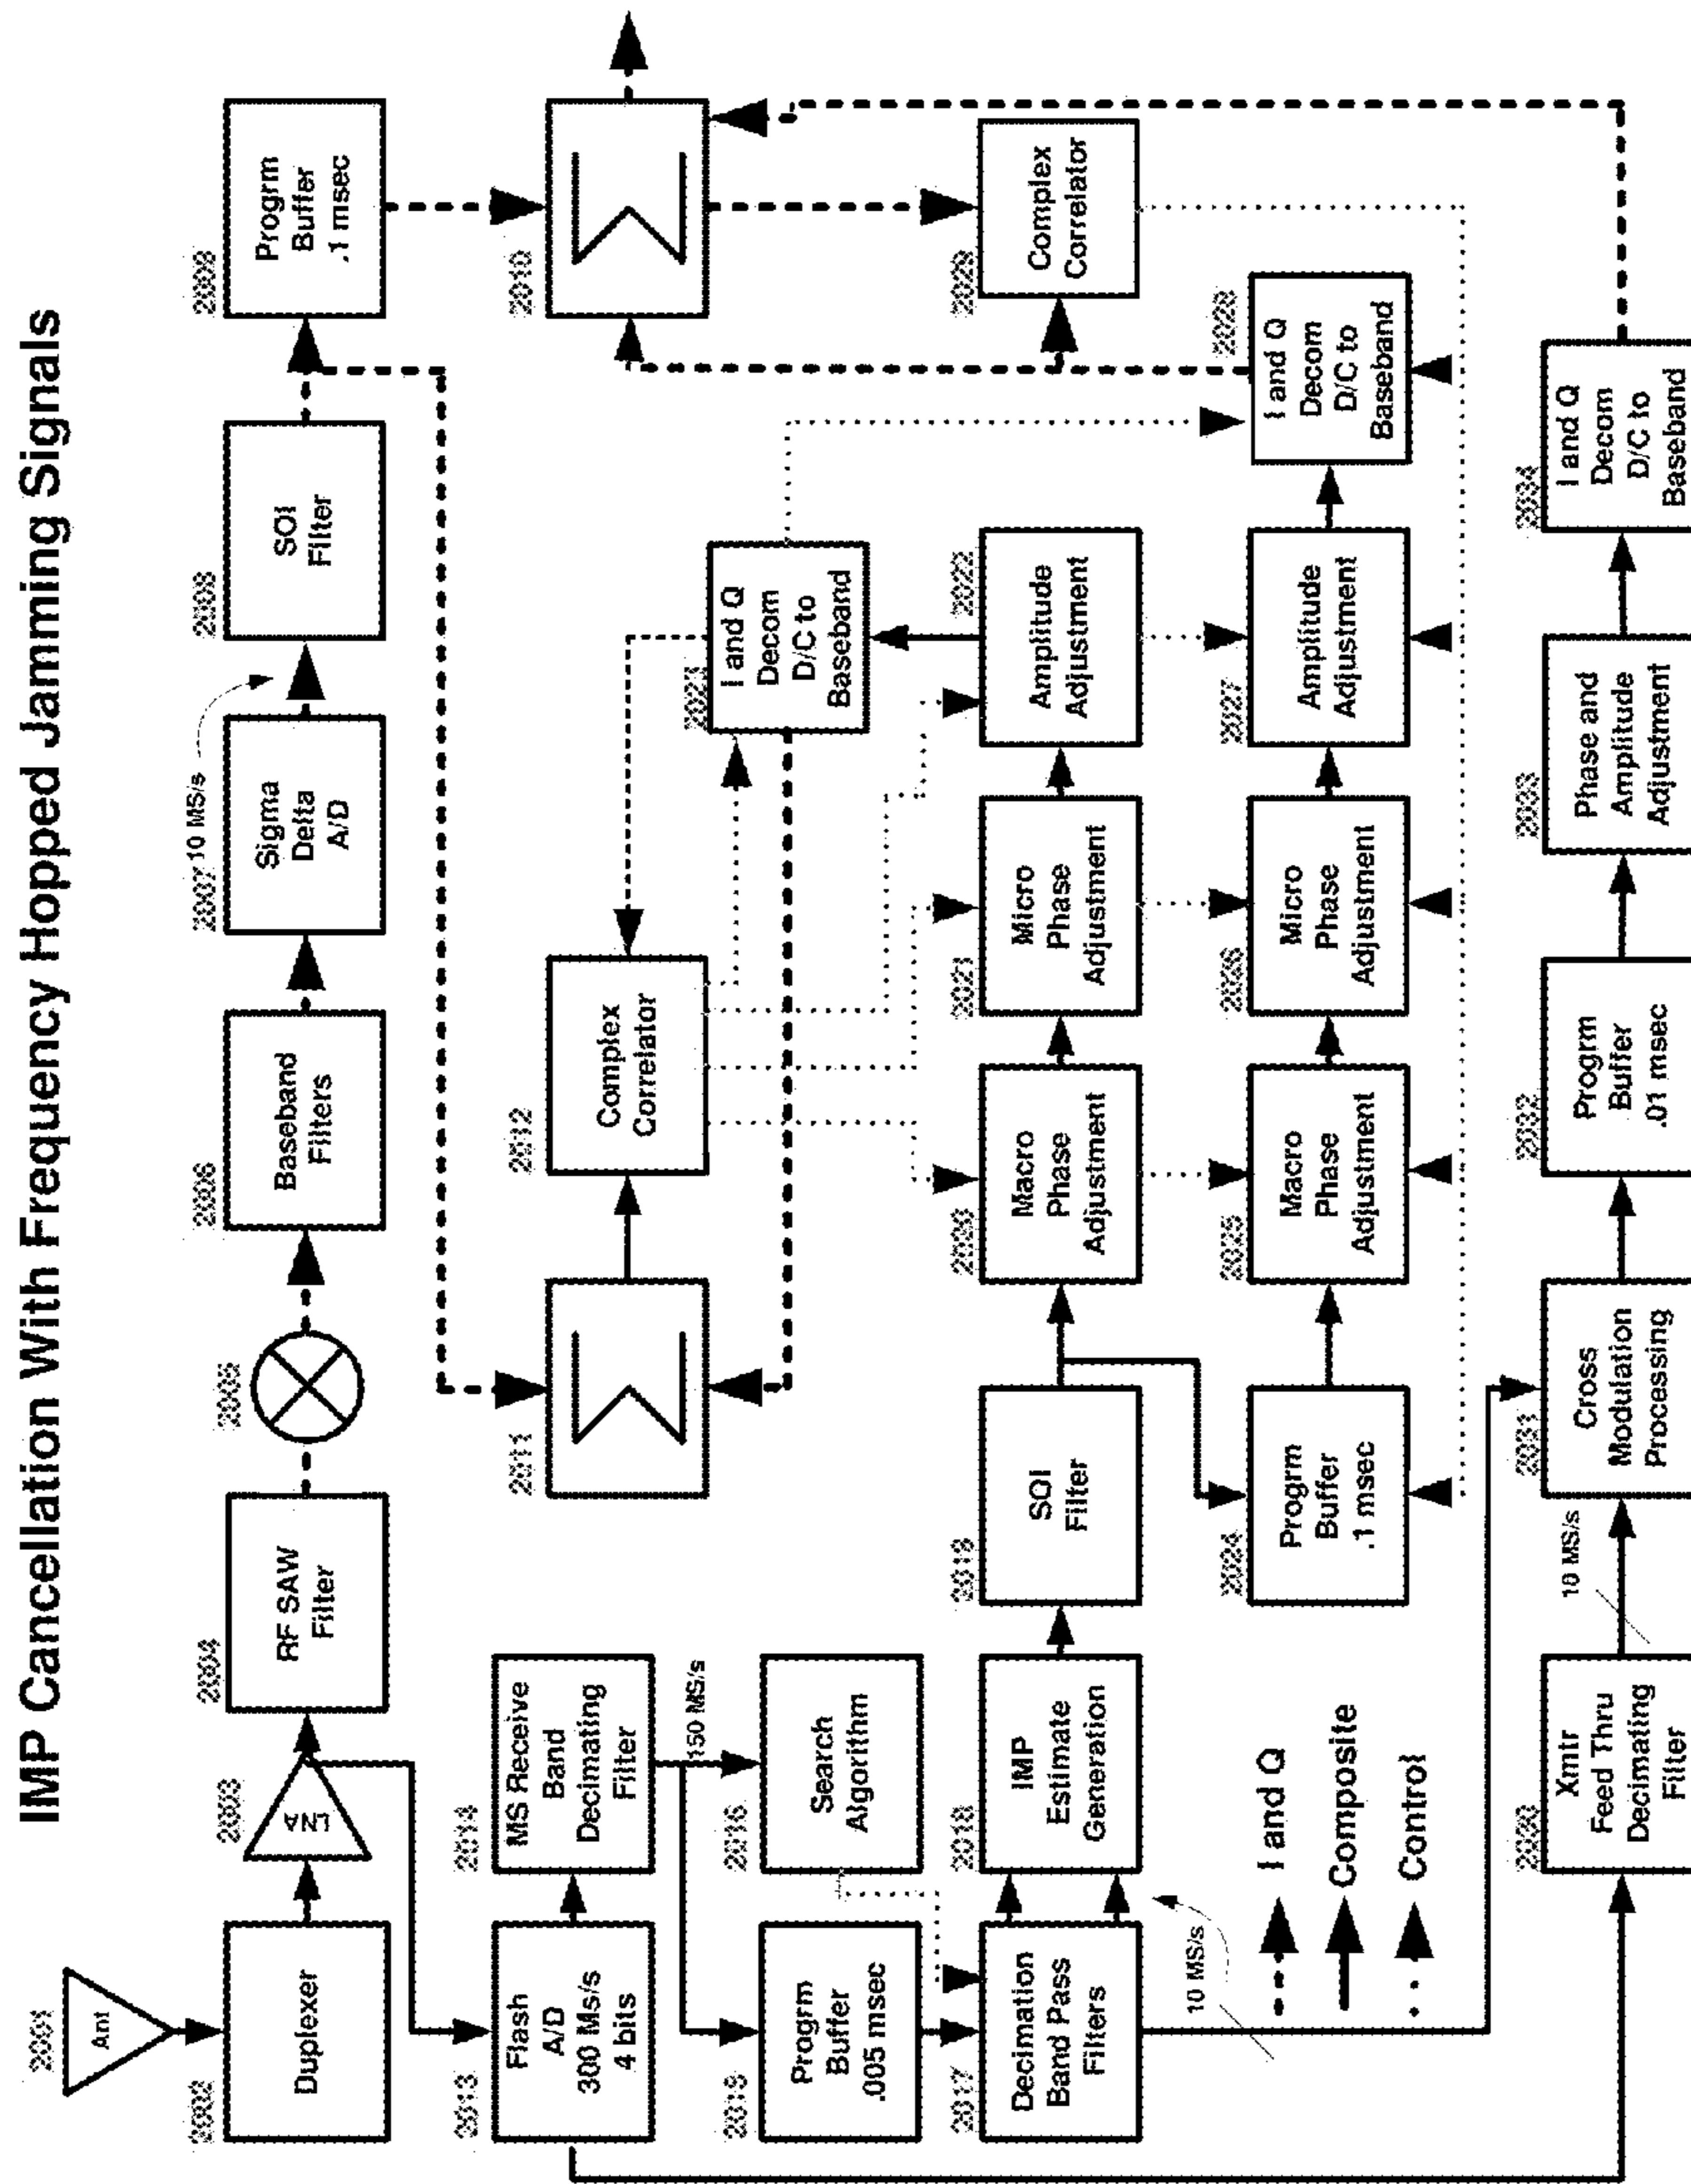 IMP Cancellation With Frequency Hopped Jamming Signals
2001
Ant
2002
Duplexer
2003
LNA
2004
RF SAW
Filter
2005
2006
Baseband
Filters
2007
10 MS/s
Sigma
Delta
A/D
2008
SOI
Filter
2009
Progrm
Buffer
.1 msec
2010
2011
2012
Complex
Correlator
2013
Flash
A/D
300 Ms/s
4 bits
2014
MS Receive
Band
Decimating
Filter
150 MS/s
2015
Progrm
Buffer
.005 msec
2016
Search
Algorithm
2017
Decimation
Band Pass
Filters
10 MS/s
2018
IMP
Estimate
Generation
2019
SOI
Filter
2020
Macro
Phase
Adjustment
2021
Micro
Phase
Adjustment
2022
Amplitude
Adjustment
2023
I and Q
Decom
D/C to
Baseband
2024
Progrm
Buffer
.1 msec
2025
Macro
Phase
Adjustment
2026
Micro
Phase
Adjustment
2027
Amplitude
Adjustment
2028
I and Q
Decom
D/C to
Baseband
2029
Complex
Correlator
I and Q
Composite
Control
2030
Xmtr
Feed Thru
Decimating
Filter
10 MS/s
2031
Cross
Modulation
Processing
2032
Progrm
Buffer
.01 msec
2033
Phase and
Amplitude
Adjustment
2034
I and Q
Decom
D/C to
Baseband